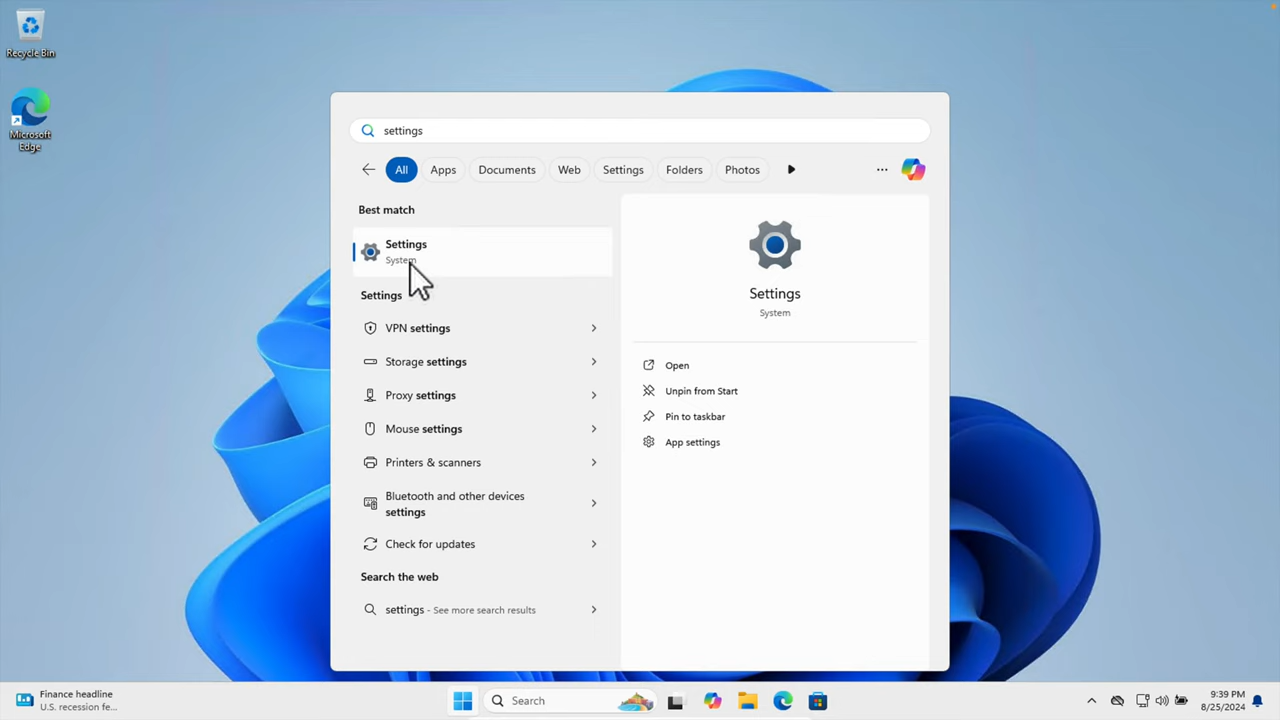 Recycle Bin
Microsoft
Edge
settings
All
Apps
Documents
Web
Settings
Folders
Photos
Best match
Settings
System
Settings
VPN settings
Storage settings
Proxy settings
Mouse settings
Printers & scanners
Bluetooth and other devices
settings
Check for updates
Search the web
settings - See more search results
Settings
System
Open
Unpin from Start
Pin to taskbar
App settings
Finance headline
U.S. recession fe...
Search
9:39 PM
8/25/2024